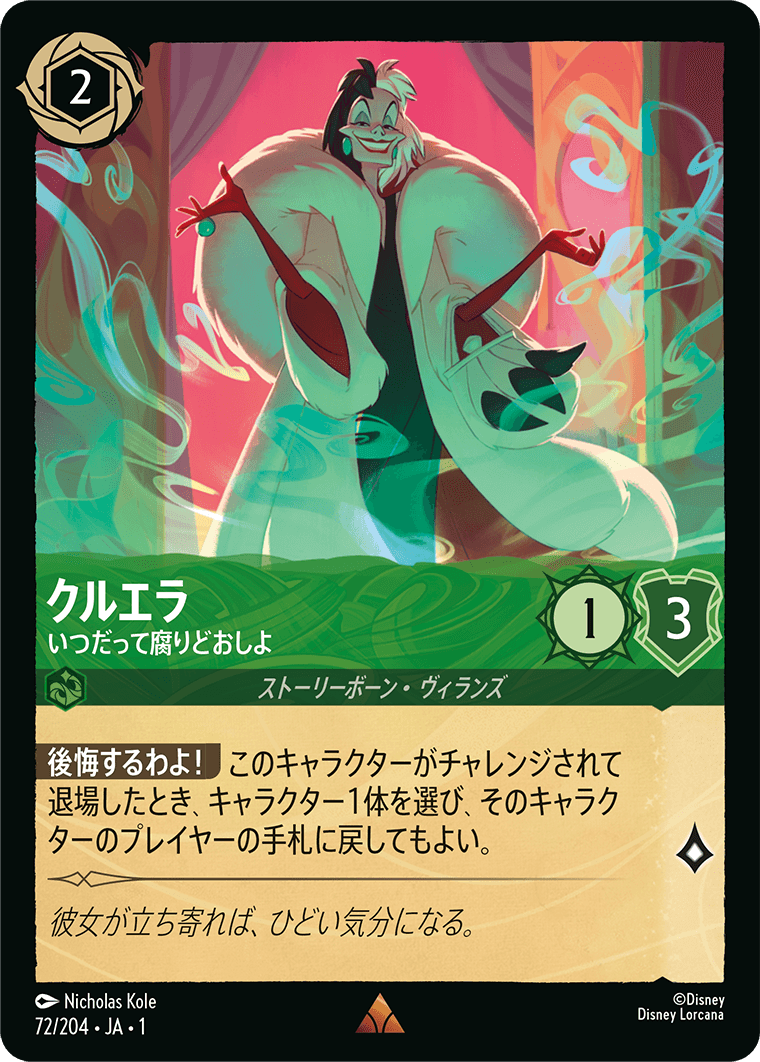 2
クルエラ
いつだって腐りどおしよ
1
3
ストーリーボーン・ヴィランズ
後悔するわよ! このキャラクターがチャレンジされて
退場したとき、キャラクター1体を選び、そのキャラク
ターのプレイヤーの手札に戻してもよい。
彼女が立ち寄れば、ひどい気分になる。
Nicholas Kole
72/204・JA・1
©Disney
Disney Lorcana